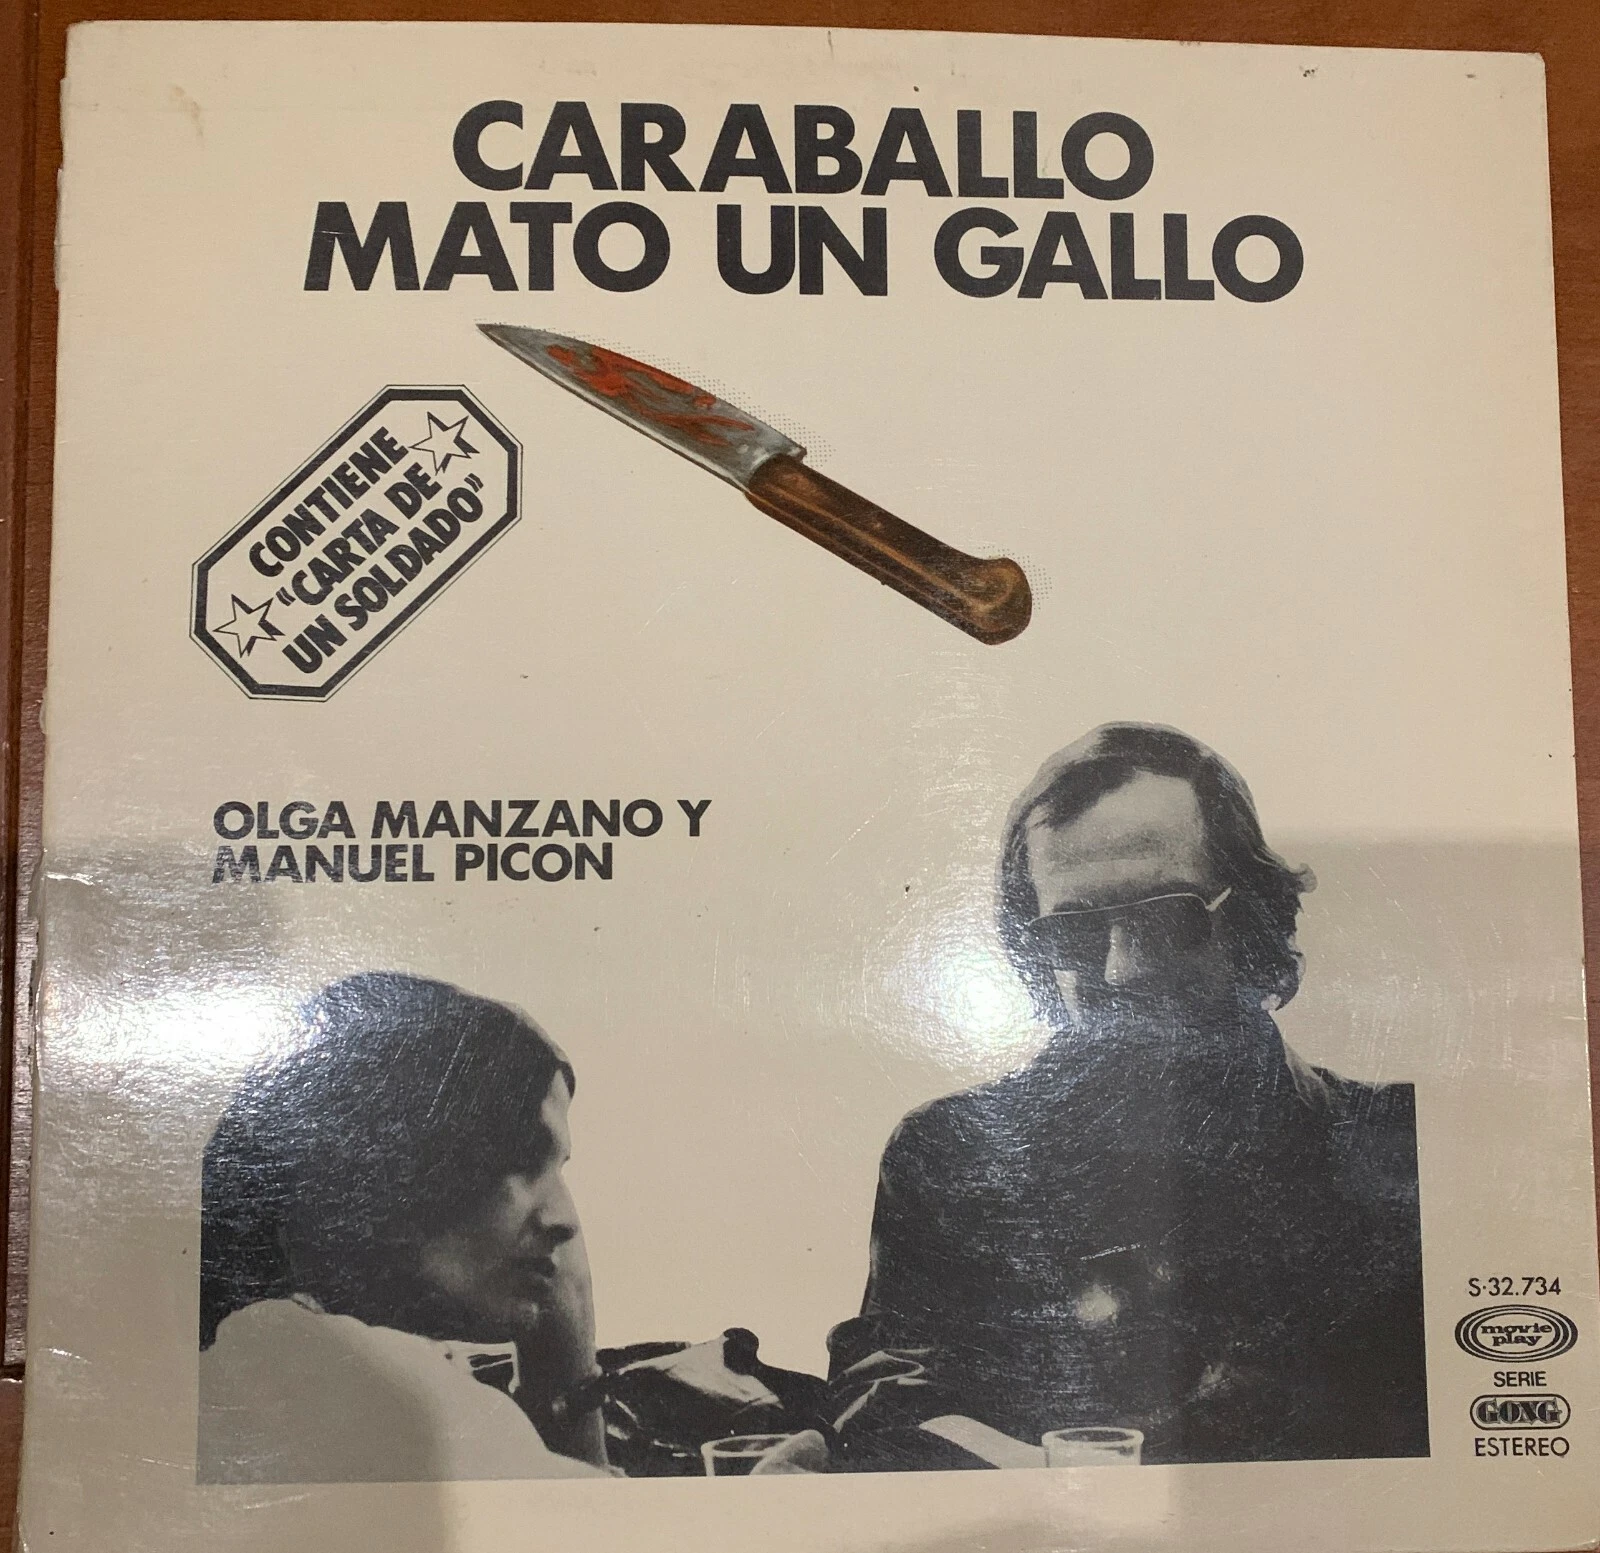 CARABALLO
MATO UN GALLO
CONTIENE
"CARTA DE
UN SOLDADO"
OLGA MANZANO Y
MANUEL PICON
S·32.734
movie
play
SERIE
GONG
ESTEREO